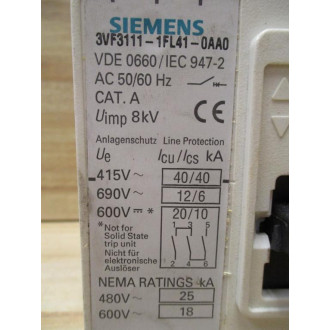 SIEMENS
3VF3111-1FL41-0AA0
VDE 0660/IEC 947-2
AC 50/60 Hz
CAT. A
Uimp 8kV CE
Anlagenschutz Line Protection
Ue Icu/Ics kA
415V~ 40/40
690V~ 12/6
600V⎓* 20/10
* Not for Solid State trip unit
Nicht für elektronische Auslöser
1 3 5
2 4 6
NEMA RATINGS kA
480V~ 25
600V~ 18